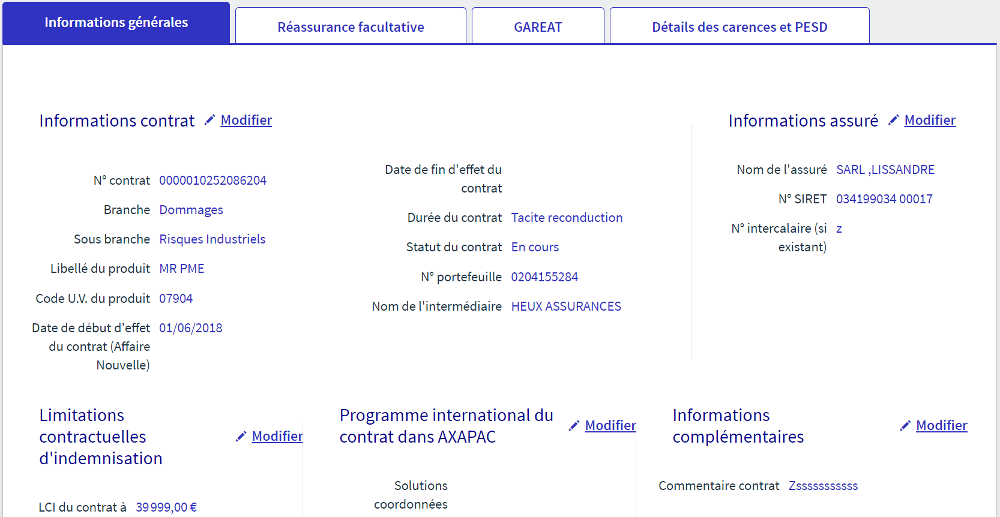 Informations générales
Réassurance facultative
GAREAT
Détails des carences et PESD
Informations contrat Modifier
N° contrat 0000010252086204
Branche Dommages
Sous branche Risques Industriels
Libellé du produit MR PME
Code U.V. du produit 07904
Date de début d'effet 01/06/2018
du contrat (Affaire
Nouvelle)
Date de fin d'effet du
contrat
Durée du contrat Tacite reconduction
Statut du contrat En cours
N° portefeuille 0204155284
Nom de l'intermédiaire HEUX ASSURANCES
Informations assuré Modifier
Nom de l'assuré SARL ,LISSANDRE
N° SIRET 034199034 00017
N° intercalaire (si z
existant)
Limitations
contractuelles Modifier
d'indemnisation
LCI du contrat à 39 999,00 €
Programme international du
contrat dans AXAPAC
Modifier
Solutions
coordonnées
Informations
complémentaires
Modifier
Commentaire contrat Zsssssssssss